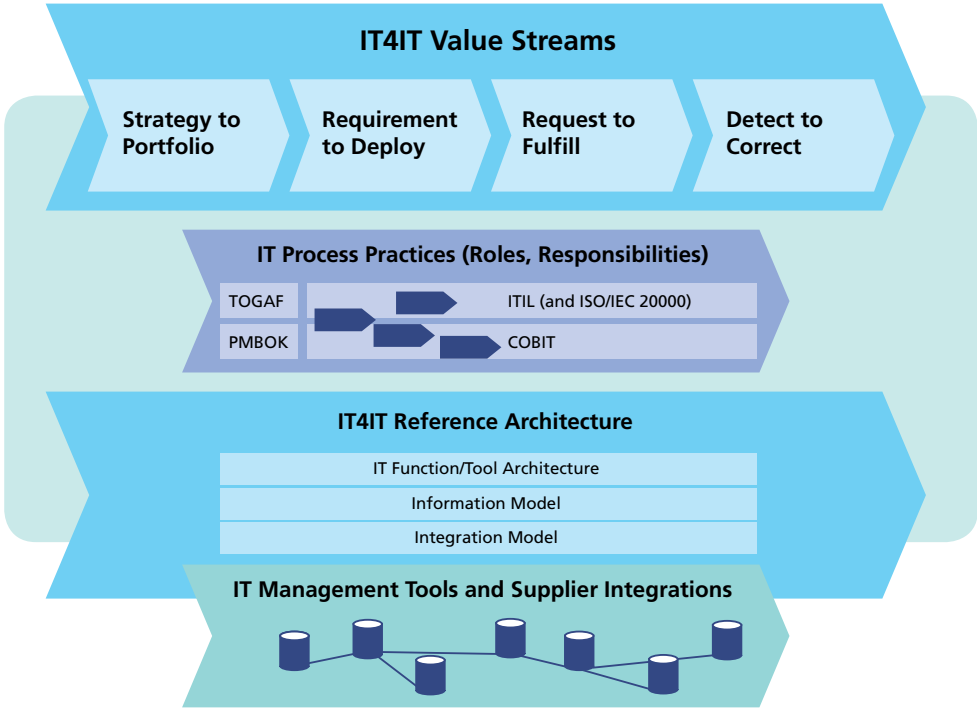 IT4IT Value Streams
Strategy to
Portfolio
Requirement
to Deploy
Request to
Fulfill
Detect to
Correct
IT Process Practices (Roles, Responsibilities)
TOGAF
ITIL (and ISO/IEC 20000)
PMBOK
COBIT
IT4IT Reference Architecture
IT Function/Tool Architecture
Information Model
Integration Model
IT Management Tools and Supplier Integrations